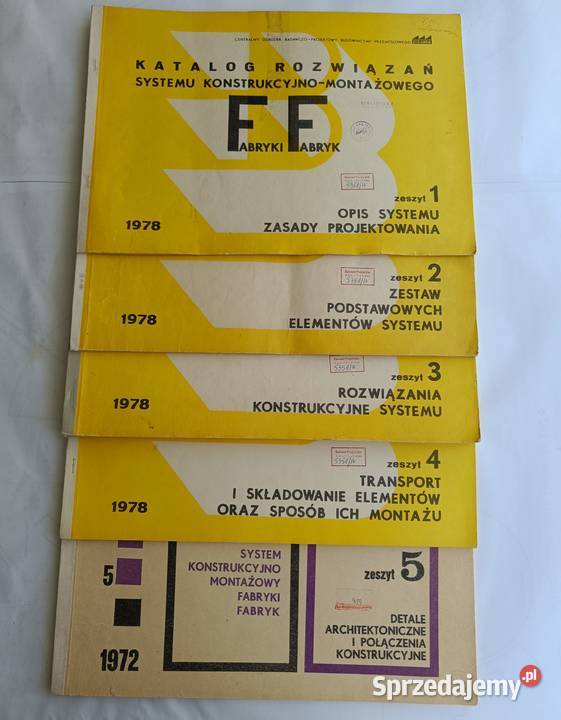 CENTRALNY OŚRODEK BADAWCZO-PROJEKTOWY BUDOWNICTWA PRZEMYSŁOWEGO
KATALOG ROZWIĄZAŃ
SYSTEMU KONSTRUKCYJNO-MONTAŻOWEGO
FABRYKI FABRYK
zeszyt 1
OPIS SYSTEMU
ZASADY PROJEKTOWANIA
1978
zeszyt 2
ZESTAW
PODSTAWOWYCH
ELEMENTÓW SYSTEMU
1978
zeszyt 3
ROZWIĄZANIA
KONSTRUKCYJNE SYSTEMU
1978
zeszyt 4
TRANSPORT
I SKŁADOWANIE ELEMENTÓW
ORAZ SPOSÓB ICH MONTAŻU
1978
5
SYSTEM
KONSTRUKCYJNO
MONTAŻOWY
FABRYKI
FABRYK
zeszyt 5
DETALE
ARCHITEKTONICZNE
I POŁĄCZENIA
KONSTRUKCYJNE
1972
Sprzedajemy.pl